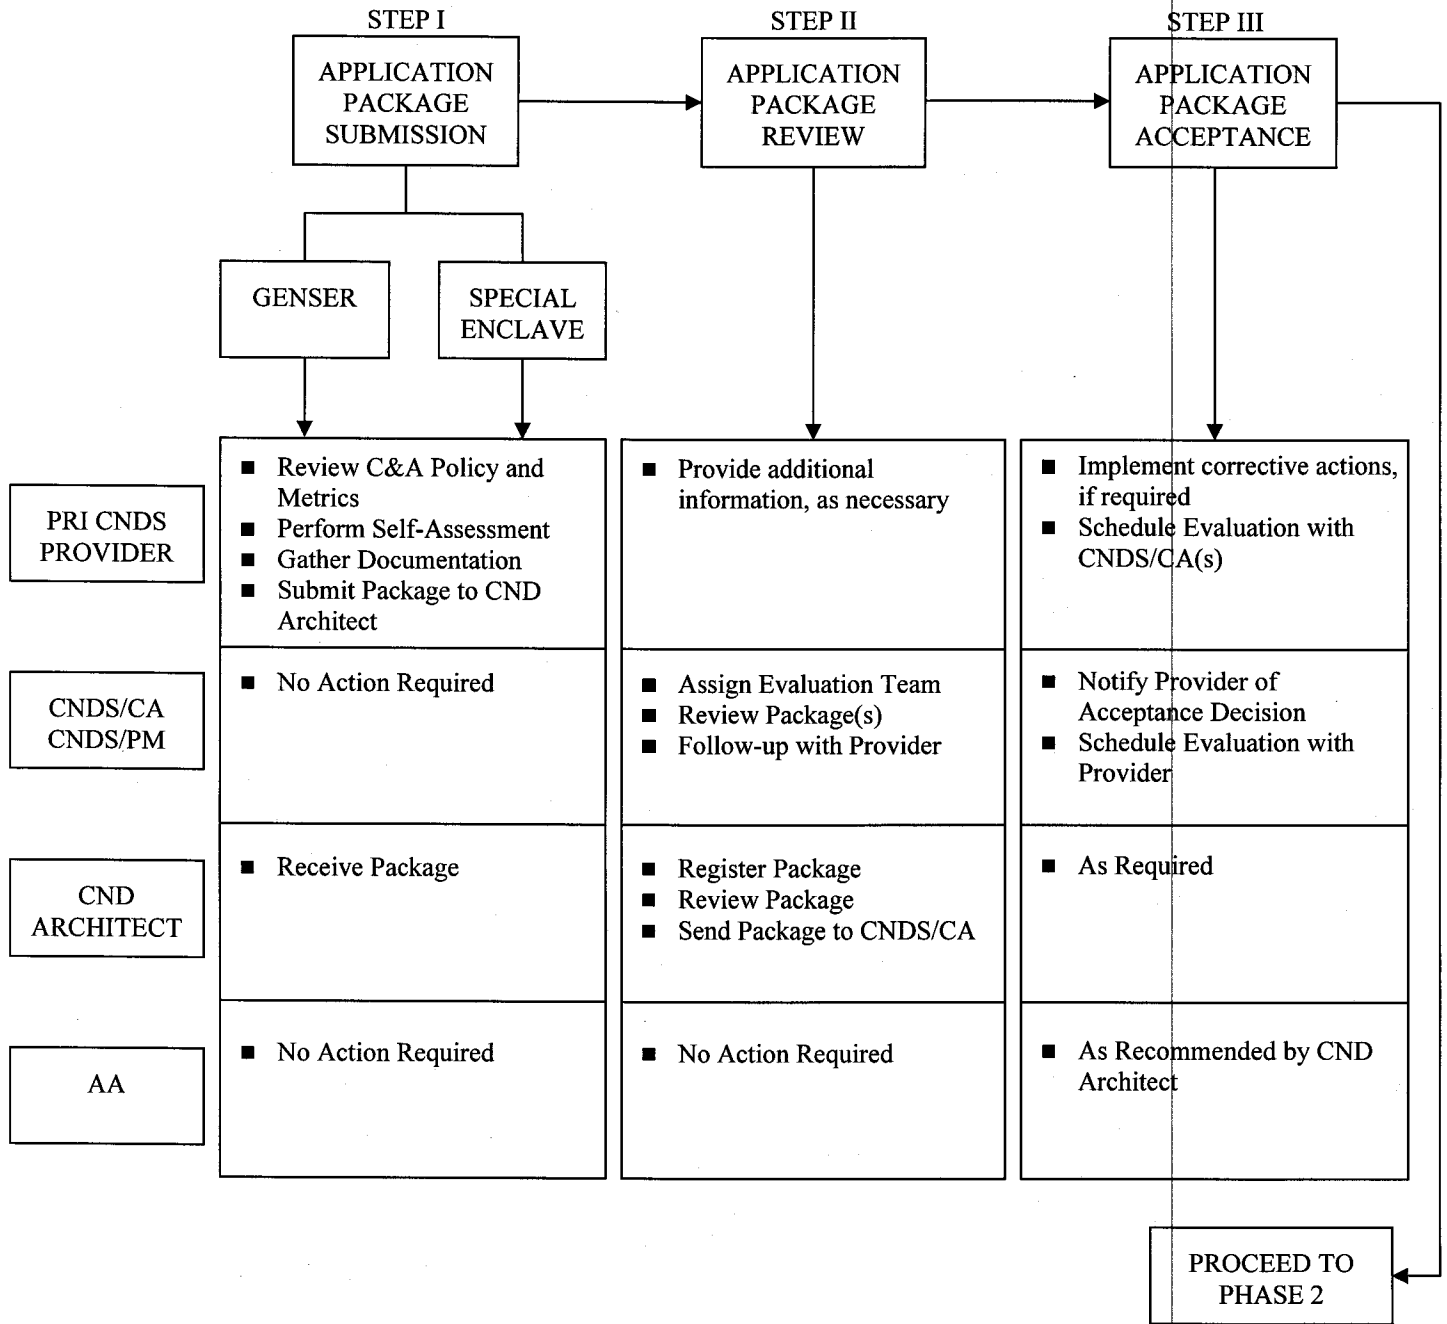 STEP I
STEP II
STEP III
APPLICATION
PACKAGE
SUBMISSION
APPLICATION
PACKAGE
REVIEW
APPLICATION
PACKAGE
ACCEPTANCE
GENSER
SPECIAL
ENCLAVE
PRI CNDS
PROVIDER
■ Review C&A Policy and
Metrics
■ Perform Self-Assessment
■ Gather Documentation
■ Submit Package to CND
Architect
■ Provide additional
information, as necessary
■ Implement corrective actions,
if required
■ Schedule Evaluation with
CNDS/CA(s)
CNDS/CA
CNDS/PM
■ No Action Required
■ Assign Evaluation Team
■ Review Package(s)
■ Follow-up with Provider
■ Notify Provider of
Acceptance Decision
■ Schedule Evaluation with
Provider
CND
ARCHITECT
■ Receive Package
■ Register Package
■ Review Package
■ Send Package to CNDS/CA
■ As Required
AA
■ No Action Required
■ No Action Required
■ As Recommended by CND
Architect
PROCEED TO
PHASE 2